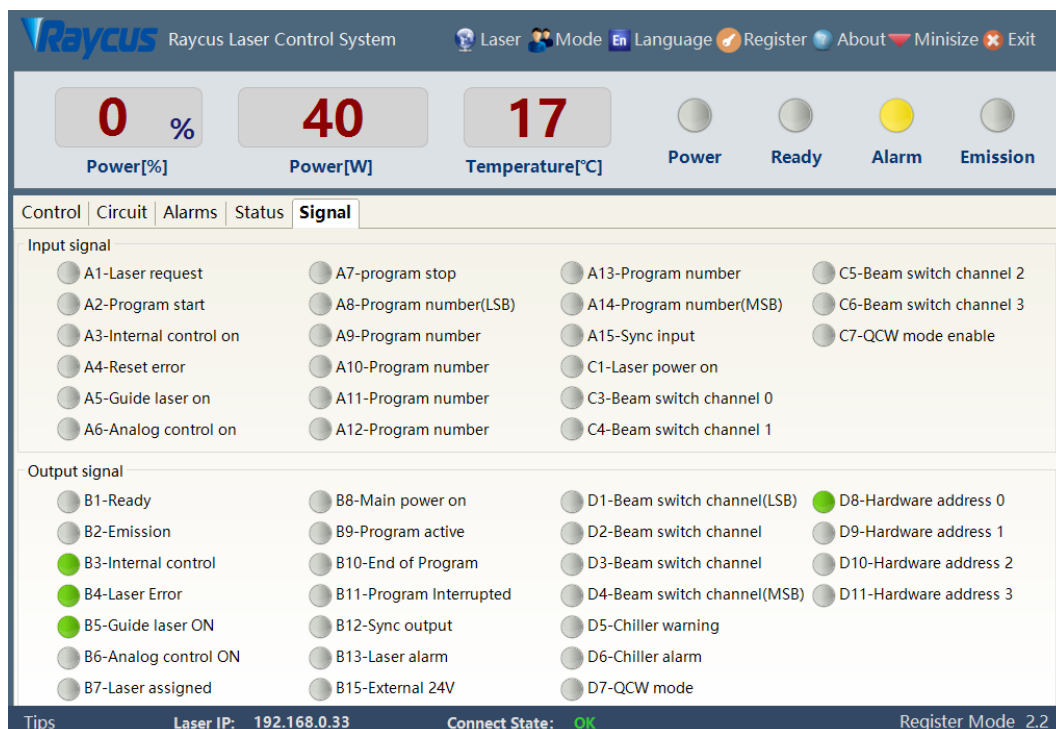 Raycus Raycus Laser Control System Laser Mode En Language Register About Minisize Exit
0 % 40 17
Power[%] Power[W] Temperature[℃] Power Ready Alarm Emission
Control Circuit Alarms Status Signal
Input signal
A1-Laser request A7-program stop A13-Program number C5-Beam switch channel 2
A2-Program start A8-Program number(LSB) A14-Program number(MSB) C6-Beam switch channel 3
A3-Internal control on A9-Program number A15-Sync input C7-QCW mode enable
A4-Reset error A10-Program number C1-Laser power on
A5-Guide laser on A11-Program number C3-Beam switch channel 0
A6-Analog control on A12-Program number C4-Beam switch channel 1
Output signal
B1-Ready B8-Main power on D1-Beam switch channel(LSB) D8-Hardware address 0
B2-Emission B9-Program active D2-Beam switch channel D9-Hardware address 1
B3-Internal control B10-End of Program D3-Beam switch channel D10-Hardware address 2
B4-Laser Error B11-Program Interrupted D4-Beam switch channel(MSB) D11-Hardware address 3
B5-Guide laser ON B12-Sync output D5-Chiller warning
B6-Analog control ON B13-Laser alarm D6-Chiller alarm
B7-Laser assigned B15-External 24V D7-QCW mode
Tips Laser IP: 192.168.0.33 Connect State: OK Register Mode 2.2